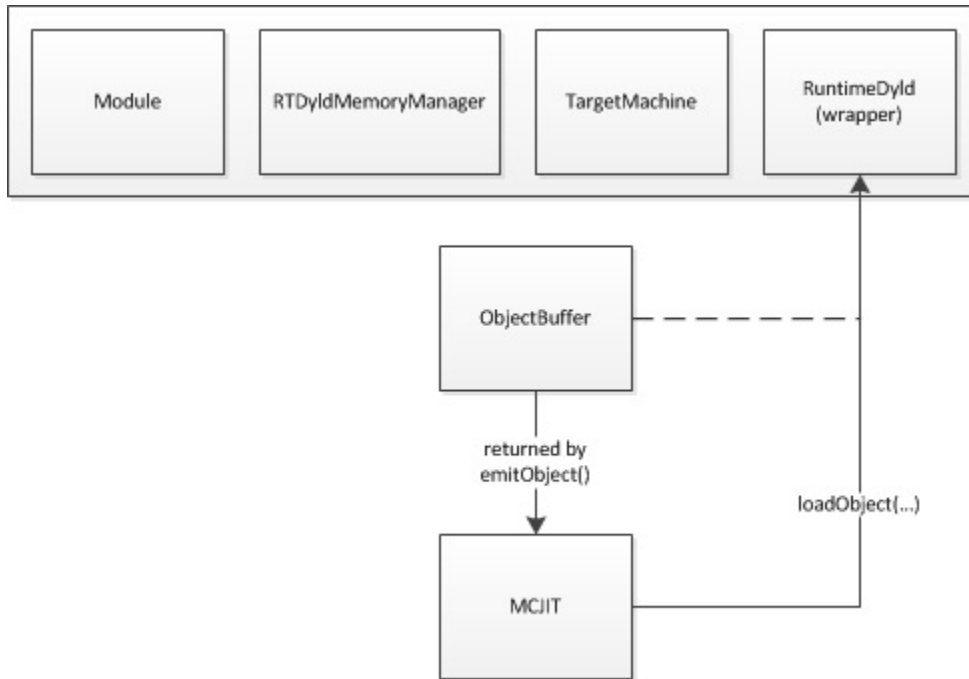 Module
RTDyldMemoryManager
TargetMachine
RuntimeDyld
(wrapper)
ObjectBuffer
returned by
emitObject()
loadObject(...)
MCJIT